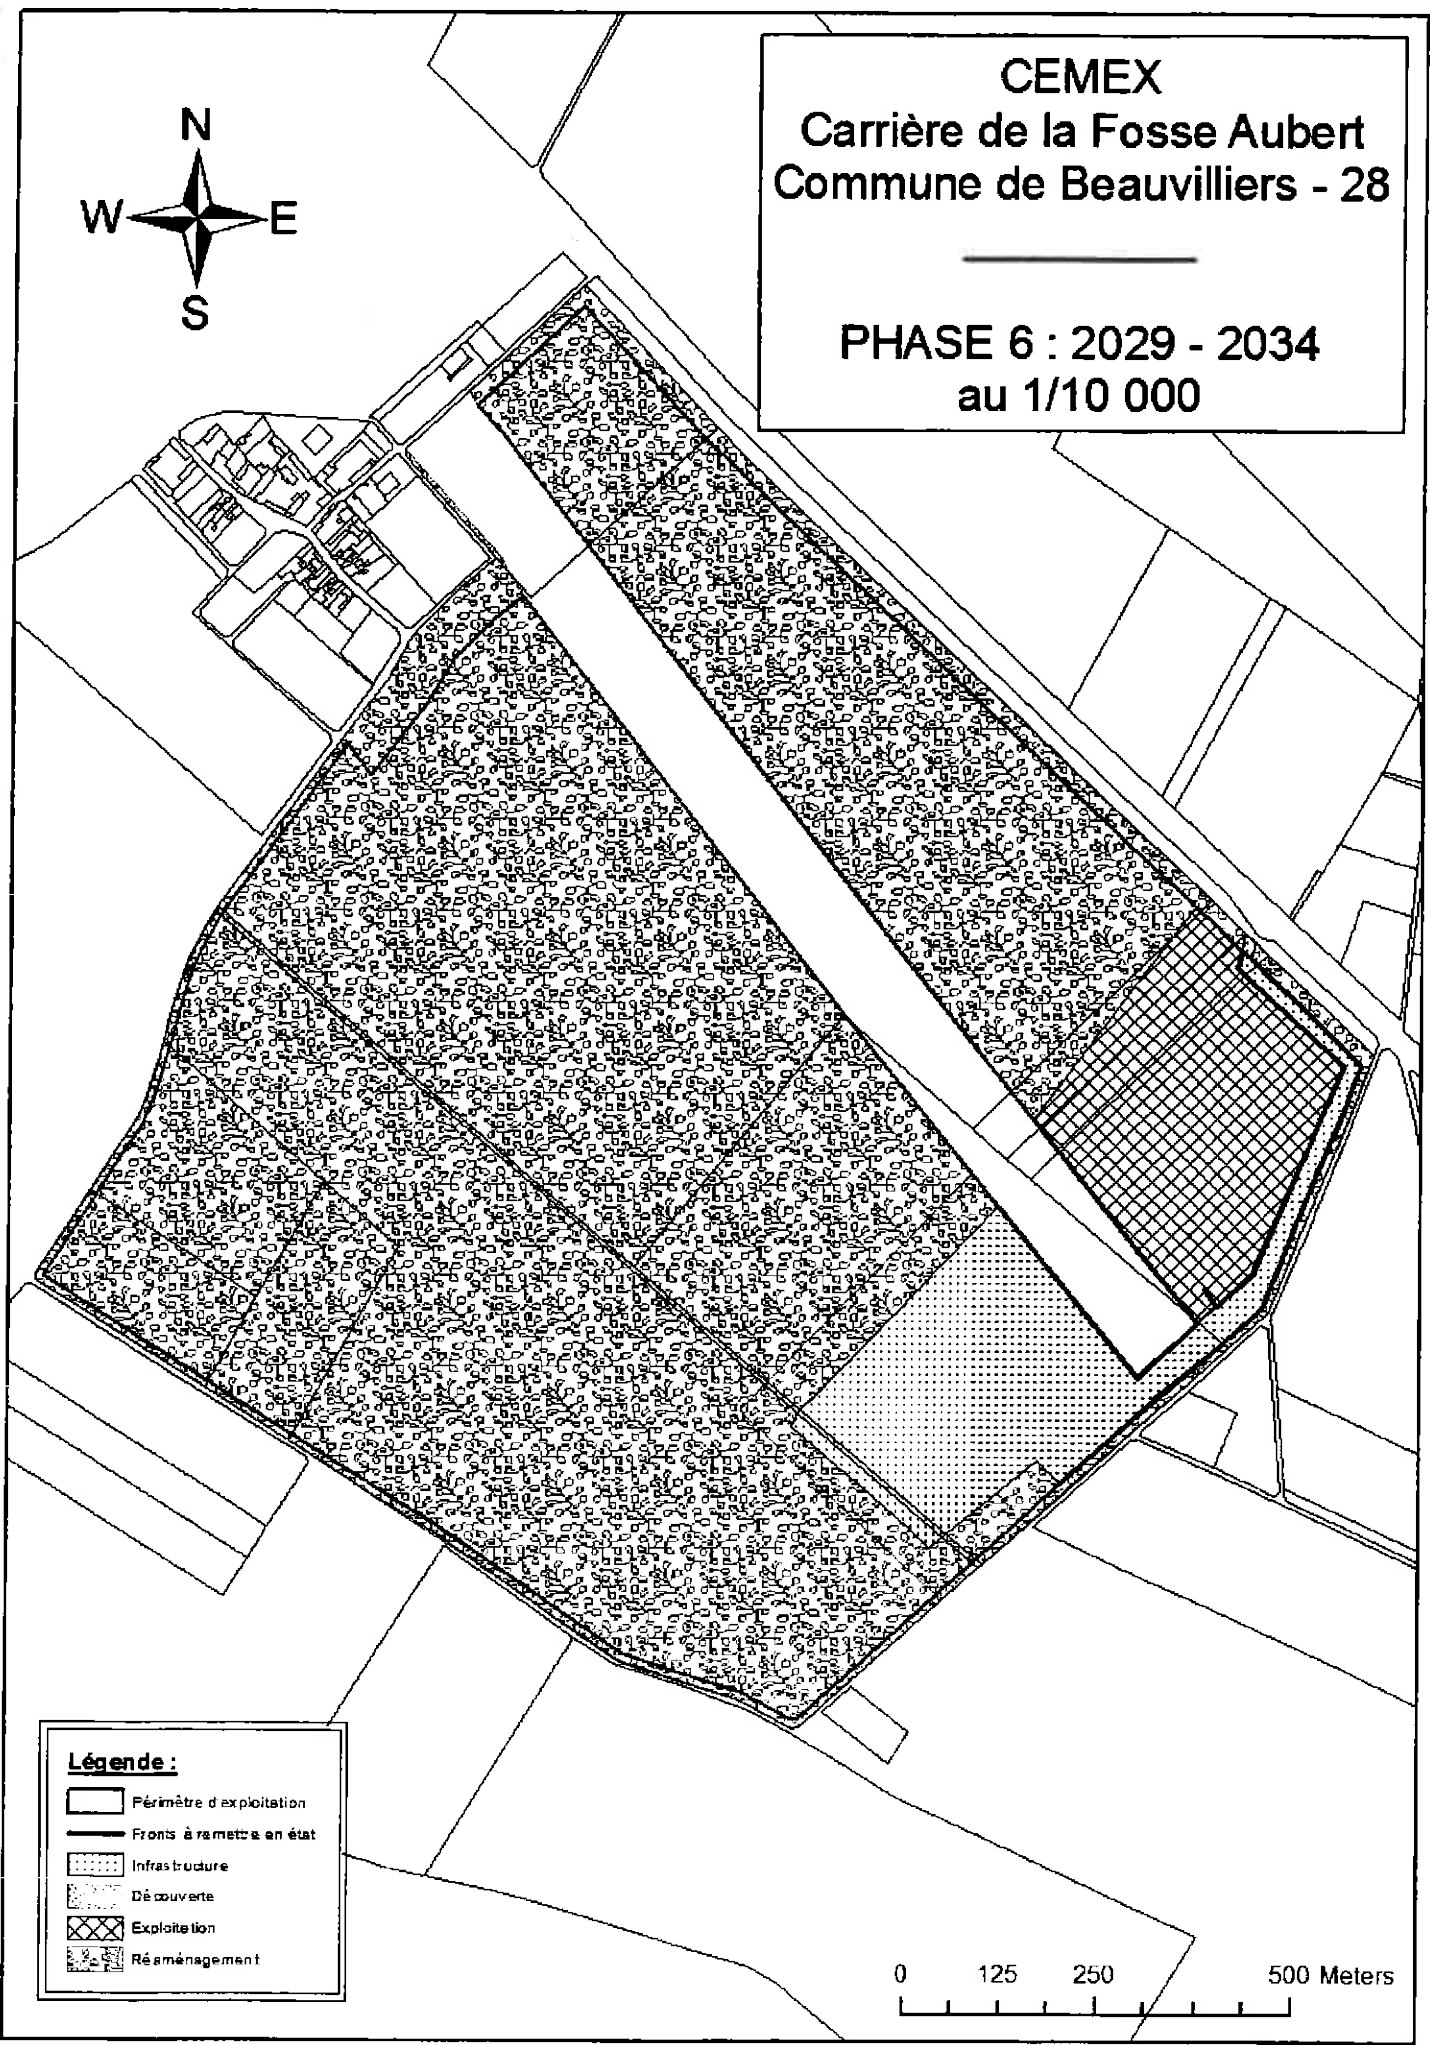 CEMEX
Carrière de la Fosse Aubert
Commune de Beauvilliers - 28
PHASE 6 : 2029 - 2034
au 1/10 000
N
W E
S
Légende :
Périmètre d'exploitation
Fronts à remettre en état
Infrastructure
Découverte
Exploitation
Réaménagement
0 125 250 500 Meters